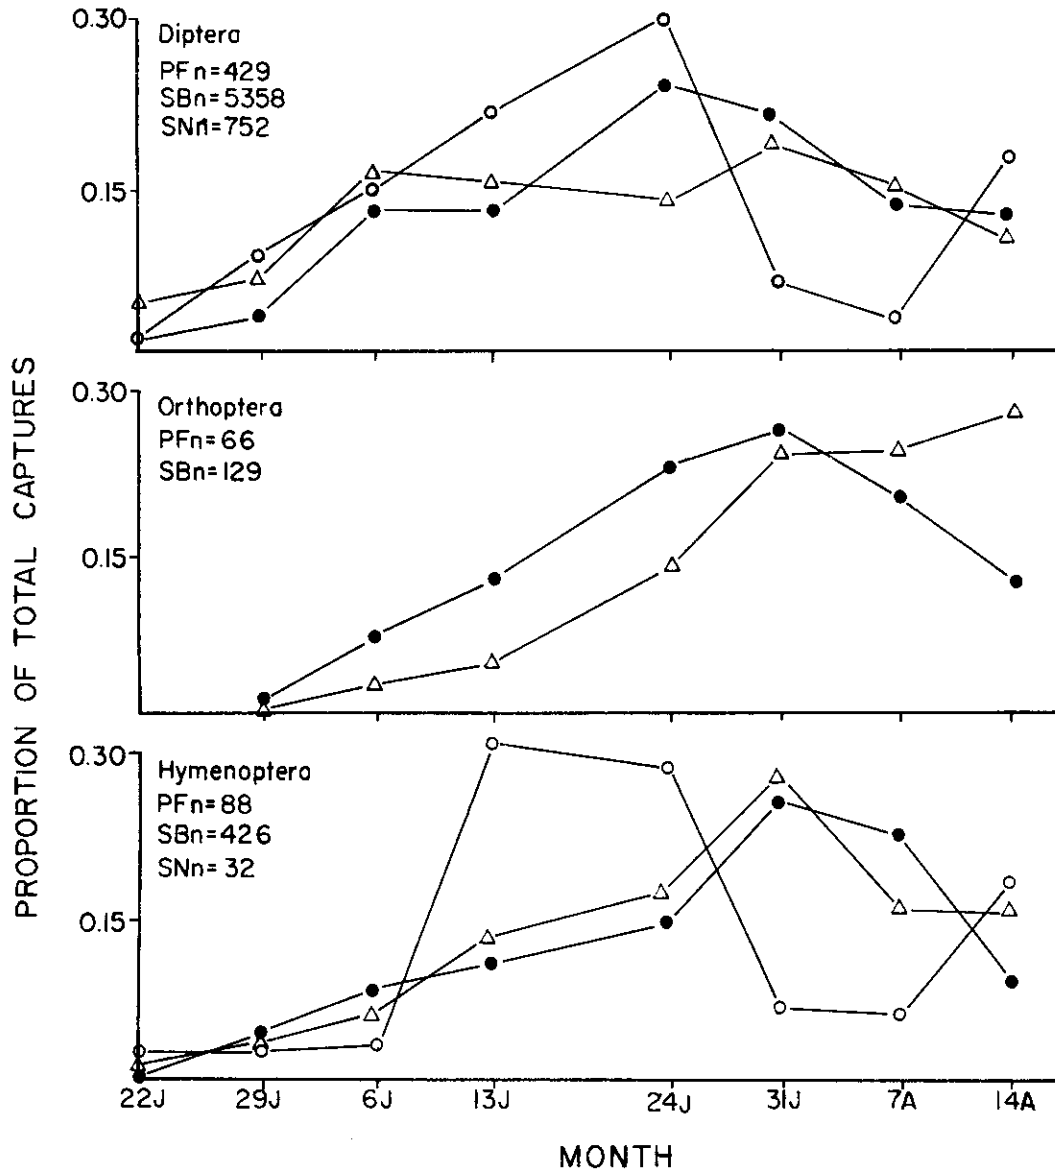 PROPORTION OF TOTAL CAPTURES
0.30
0.15
Diptera
PFn=429
SBn=5358
SNn=752
0.30
0.15
Orthoptera
PFn=66
SBn=129
0.30
0.15
Hymenoptera
PFn=88
SBn=426
SNn=32
22J 29J 6J 13J 24J 31J 7A 14A
MONTH